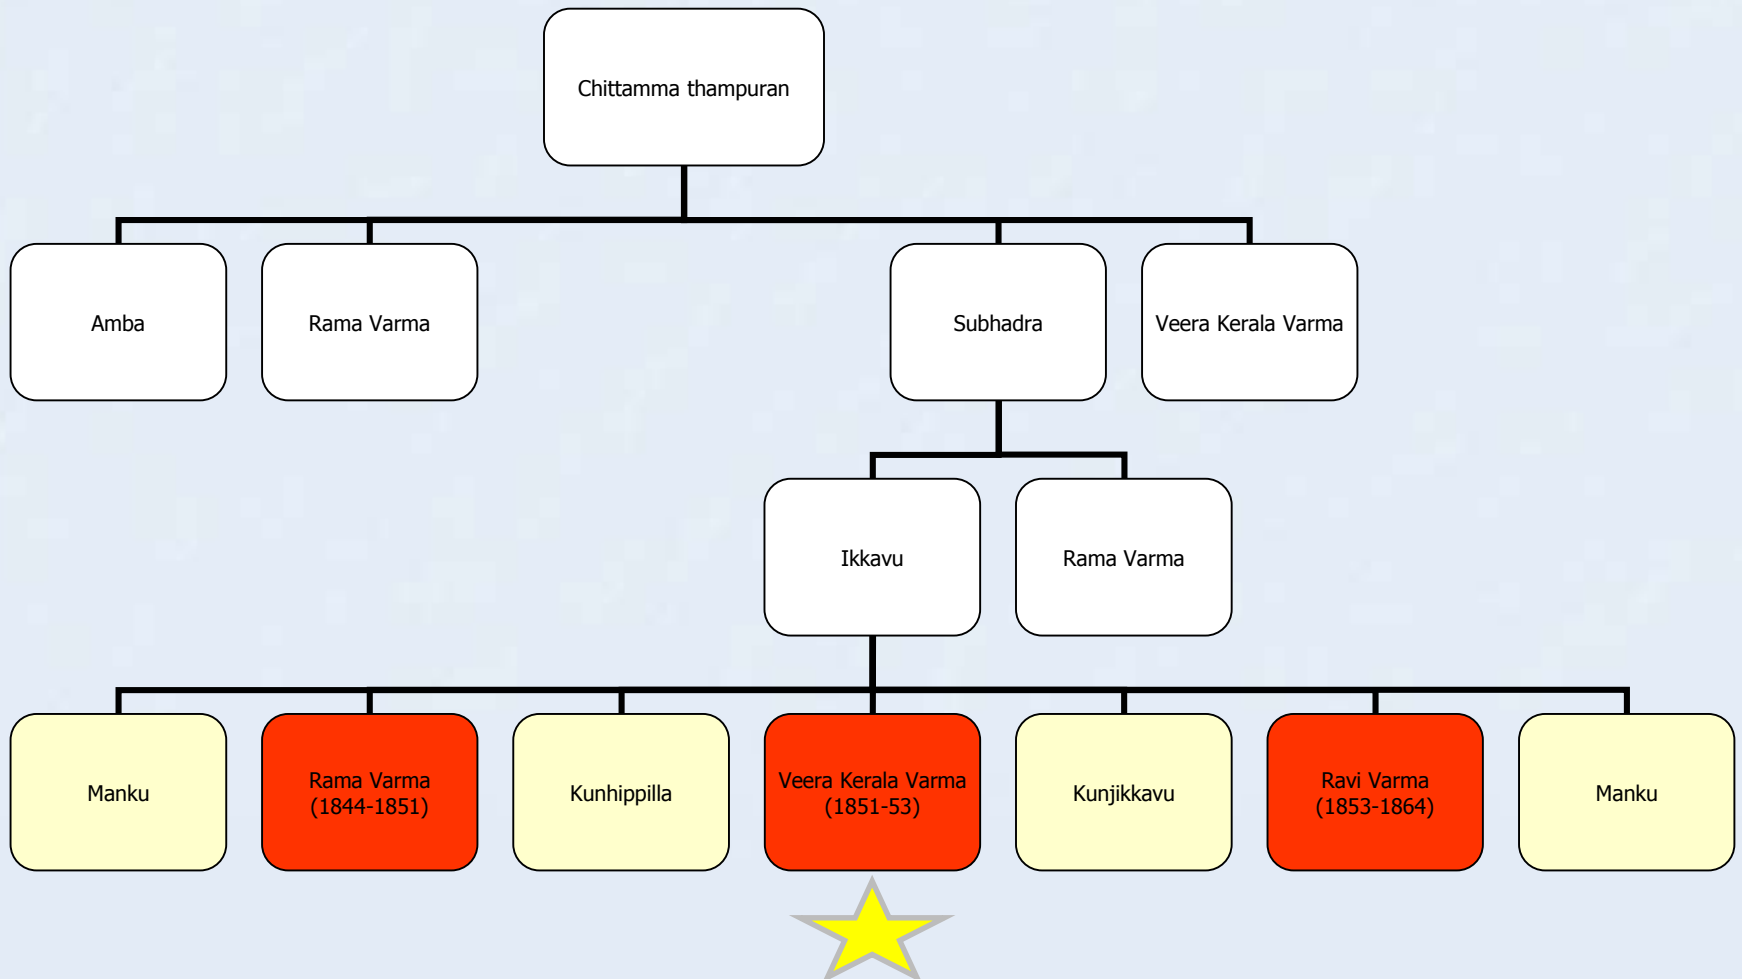 Chittamma thampuran
Amba
Rama Varma
Subhadra
Veera Kerala Varma
Ikkavu
Rama Varma
Manku
Rama Varma
(1844-1851)
Kunhippilla
Veera Kerala Varma
(1851-53)
Kunjikkavu
Ravi Varma
(1853-1864)
Manku